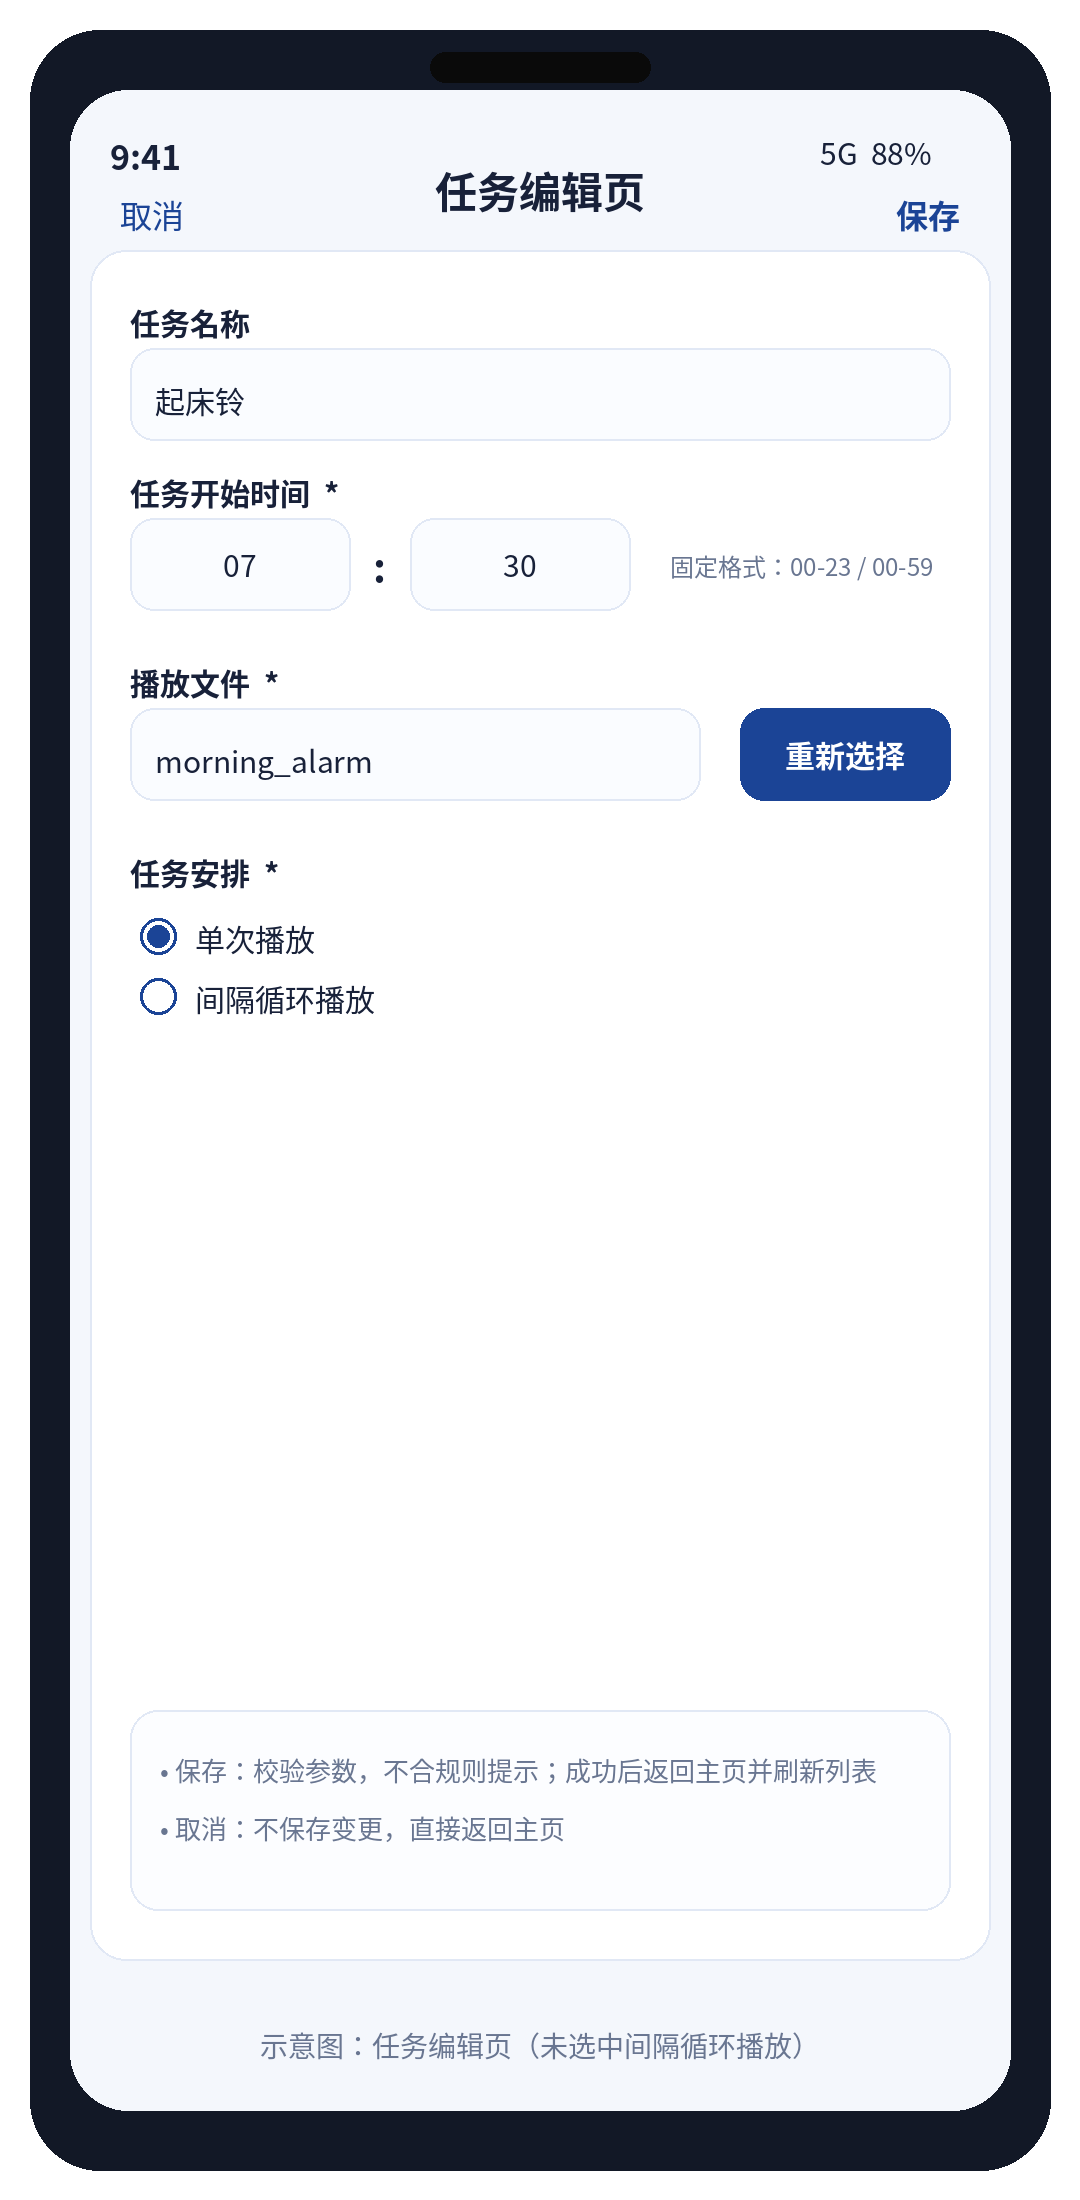 9:41
5G 88%
任务编辑页
取消
保存
任务名称
起床铃
任务开始时间 *
07 : 30 固定格式：00-23 / 00-59
播放文件 *
morning_alarm
重新选择
任务安排 *
单次播放
间隔循环播放
• 保存：校验参数，不合规则提示；成功后返回主页并刷新列表
• 取消：不保存变更，直接返回主页
示意图：任务编辑页（未选中间隔循环播放）